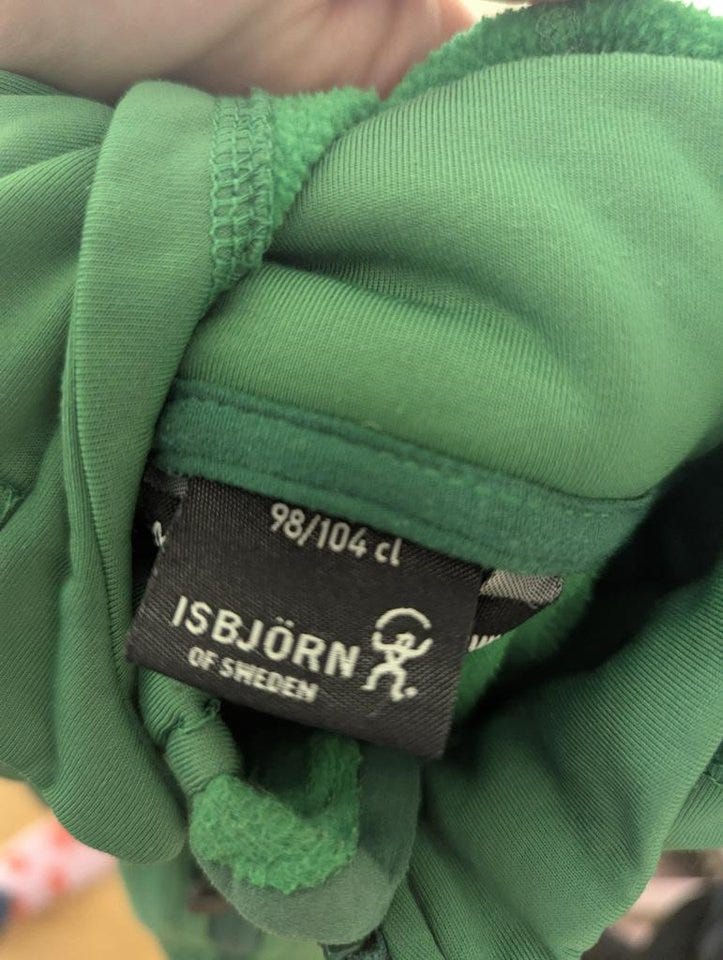 98/104 cl
ISBJÖRN
OF SWEDEN